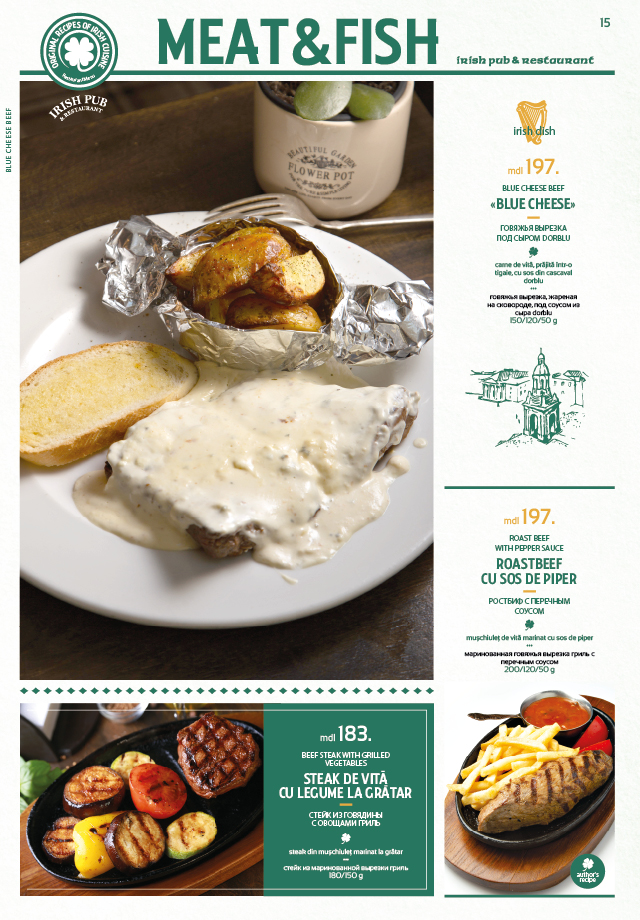 15
MEAT&FISH
irish pub & restaurant
ORIGINAL RECIPES OF IRISH CUISINE
IRISH PUB
& RESTAURANT
BLUE CHEESE BEEF
BEAUTIFUL GARDEN
FLOWER POT
irish dish
mdl 197.
BLUE CHEESE BEEF
«BLUE CHEESE»
ГОВЯЖЬЯ ВЫРЕЗКА
ПОД СЫРОМ DORBLU
carne de vită, prăjită într-o
tigaie, cu sos din cascaval
dorblu
***
говяжья вырезка, жареная
на сковороде, под соусом из
сыра dorblu
150/120/50 g
mdl 197.
ROAST BEEF
WITH PEPPER SAUCE
ROASTBEEF
CU SOS DE PIPER
РОСТБИФ С ПЕРЕЧНЫМ
СОУСОМ
mușchiuleț de vită marinat cu sos de piper
***
маринованная говяжья вырезка гриль с
перечным соусом
200/120/50 g
mdl 183.
BEEF STEAK WITH GRILLED
VEGETABLES
STEAK DE VITĂ
CU LEGUME LA GRĂTAR
СТЕЙК ИЗ ГОВЯДИНЫ
С ОВОЩАМИ ГРИЛЬ
steak din mușchiuleț marinat la grătar
***
стейк из маринованной вырезки гриль
180/150 g
author's
recipe